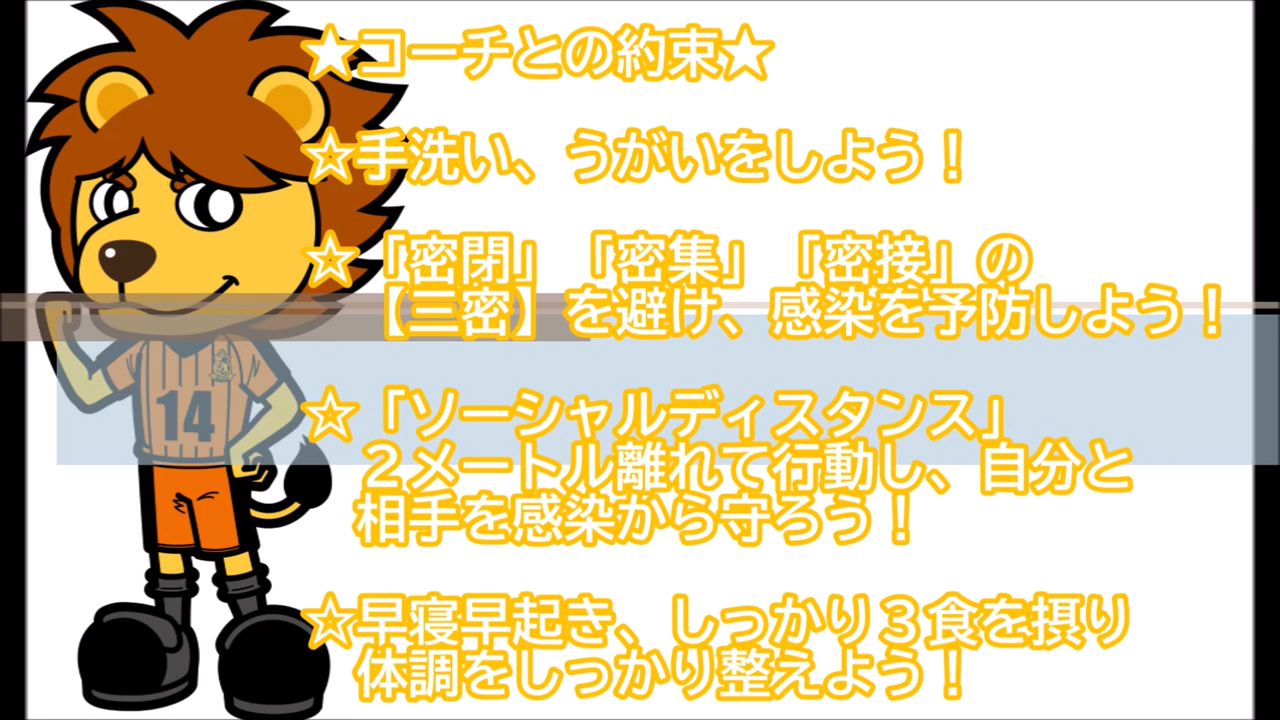 ★コーチとの約束★
☆手洗い、うがいをしよう！
☆「密閉」「密集」「密接」の
【三密】を避け、感染を予防しよう！
☆「ソーシャルディスタンス」
２メートル離れて行動し、自分と
相手を感染から守ろう！
☆早寝早起き、しっかり３食を摂り
体調をしっかり整えよう！
14